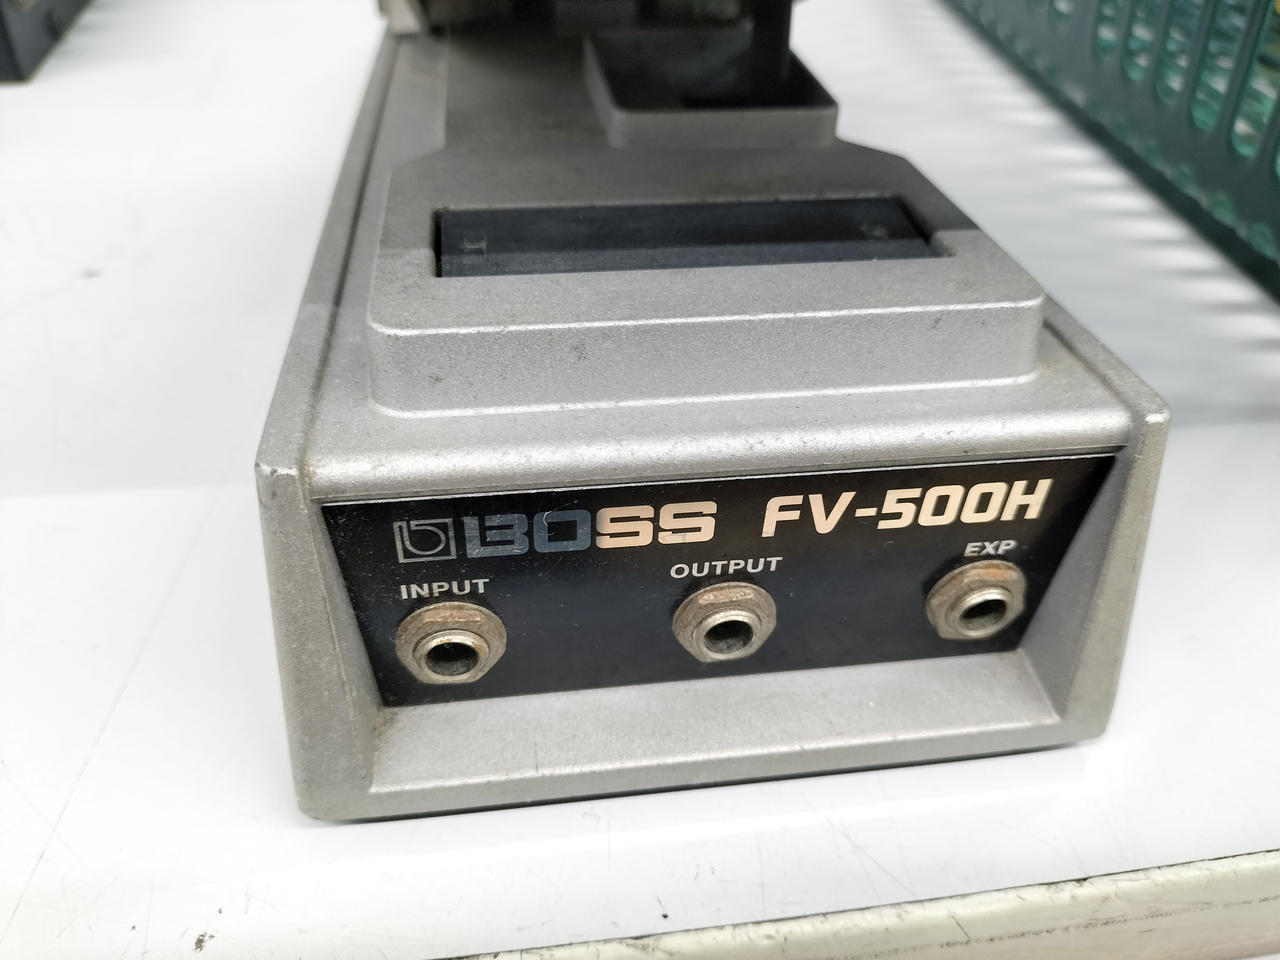 BOSS FV-500H
INPUT
OUTPUT
EXP